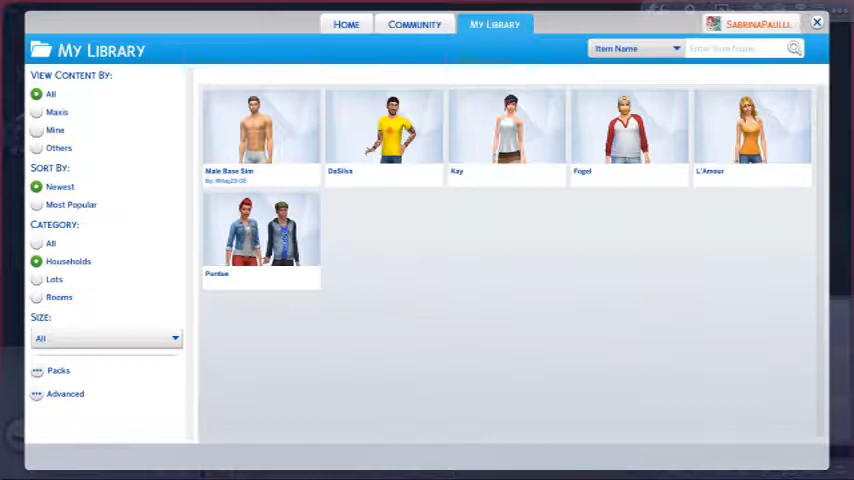 HOME
COMMUNITY
MY LIBRARY
SABRINAPAULLL
MY LIBRARY
Item Name
VIEW CONTENT BY:
All
Maxis
Mine
Others
SORT BY:
Newest
Most Popular
CATEGORY:
All
Households
Lots
Rooms
SIZE:
All
Packs
Advanced
Male Base Sim
DaSilva
Kay
Fogel
L'Amour
Purdue